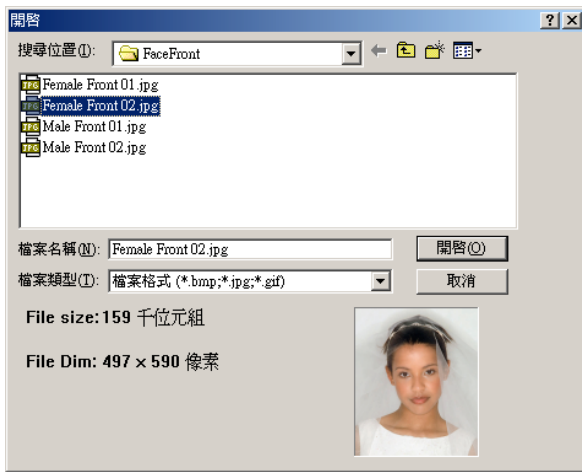 開啓
搜尋位置(I): FaceFront
Female Front 01.jpg
Female Front 02.jpg
Male Front 01.jpg
Male Front 02.jpg
檔案名稱(N): Female Front 02.jpg 開啓(O)
檔案類型(T): 檔案格式 (*.bmp;*.jpg;*.gif) 取消
File size:159 千位元組
File Dim: 497 × 590 像素